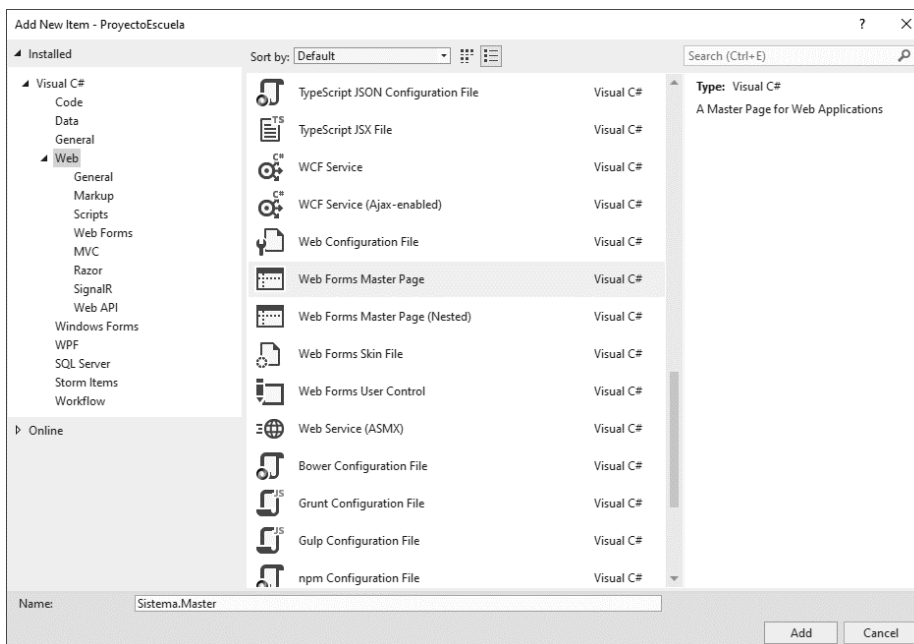 Add New Item - ProyectoEscuela
? X
Installed
Visual C#
Code
Data
General
Web
General
Markup
Scripts
Web Forms
MVC
Razor
SignalR
Web API
Windows Forms
WPF
SQL Server
Storm Items
Workflow
Online
Sort by: Default
TypeScript JSON Configuration File Visual C#
TS
TypeScript JSX File Visual C#
C#
WCF Service Visual C#
C#
WCF Service (Ajax-enabled) Visual C#
Web Configuration File Visual C#
Web Forms Master Page Visual C#
Web Forms Master Page (Nested) Visual C#
Web Forms Skin File Visual C#
Web Forms User Control Visual C#
Web Service (ASMX) Visual C#
Bower Configuration File Visual C#
JS
Grunt Configuration File Visual C#
JS
Gulp Configuration File Visual C#
npm Configuration File Visual C#
Search (Ctrl+E)
Type: Visual C#
A Master Page for Web Applications
Name: Sistema.Master
Add Cancel